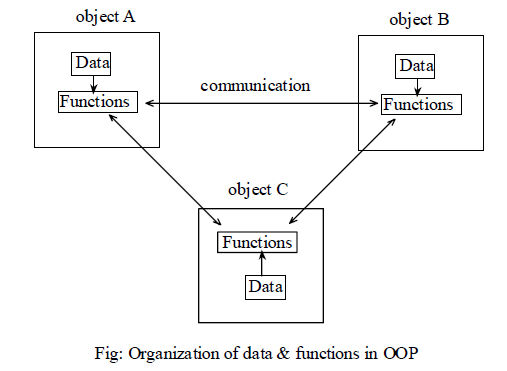 object A
object B
Data
Data
Functions
communication
Functions
object C
Functions
Data
Fig: Organization of data & functions in OOP